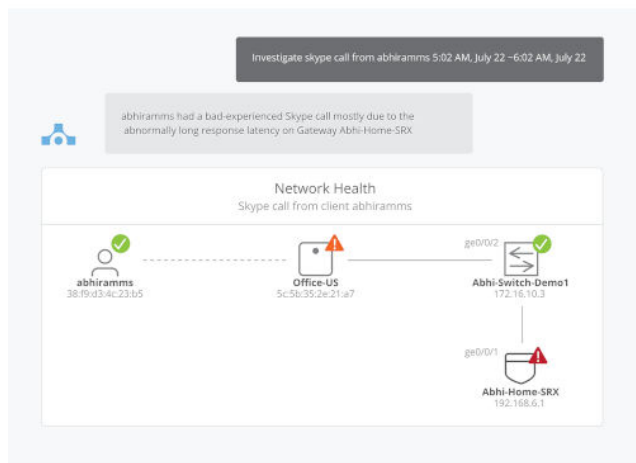 Investigate skype call from abhiramms 5:02 AM, July 22 ~6:02 AM, July 22
abhiramms had a bad-experienced Skype call mostly due to the
abnormally long response latency on Gateway Abhi-Home-SRX
Network Health
Skype call from client abhiramms
abhiramms
38:f9:d3:4c:23:b5
Office-US
5c:5b:35:2e:21:a7
ge0/0/2
Abhi-Switch-Demo1
172.16.10.3
ge0/0/1
Abhi-Home-SRX
192.168.6.1